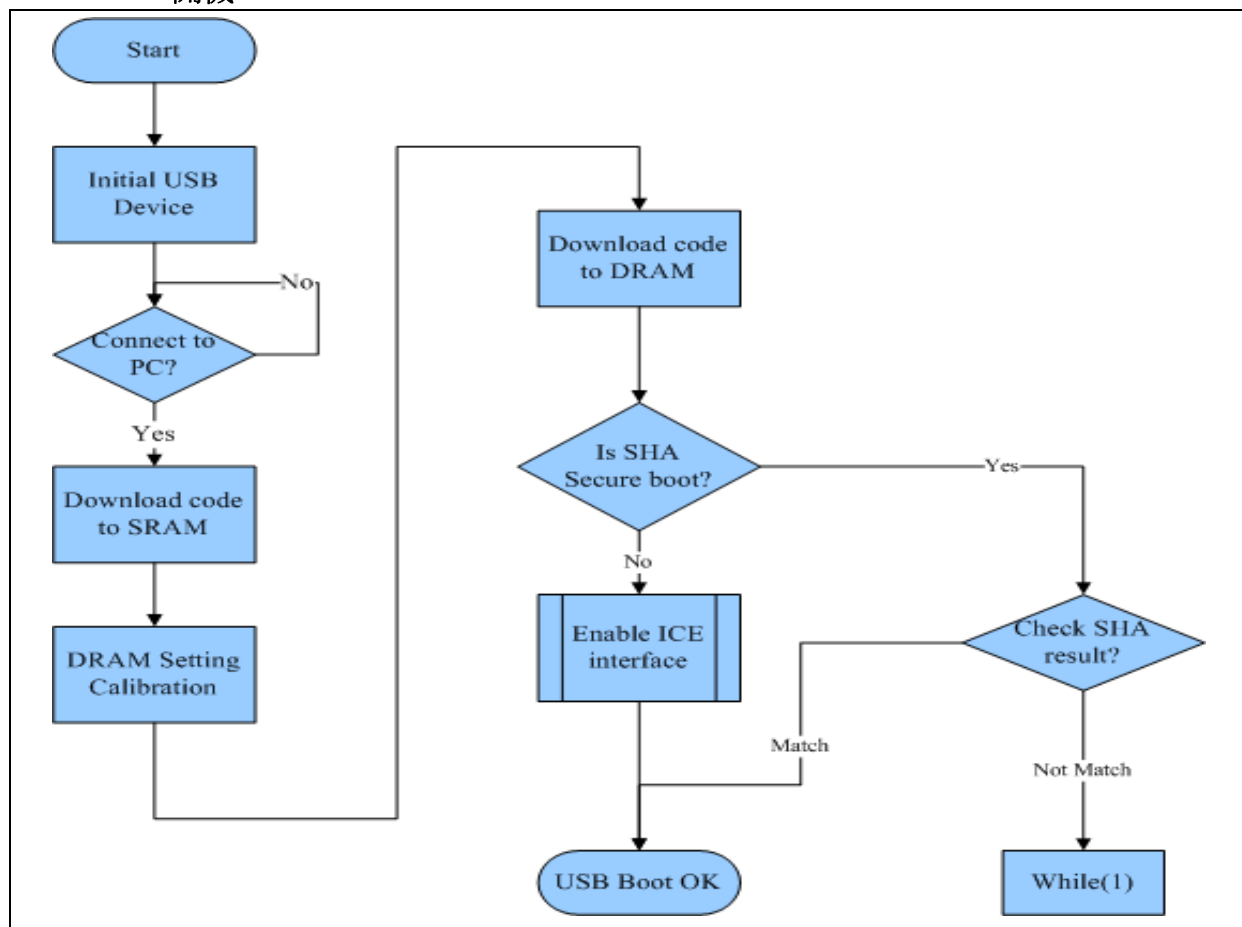 Start
Initial USB
Device
No
Connect to
PC?
Yes
Download code
to SRAM
DRAM Setting
Calibration
Download code
to DRAM
Is SHA
Secure boot?
Yes
No
Enable ICE
interface
Check SHA
result?
Match
Not Match
USB Boot OK
While(1)